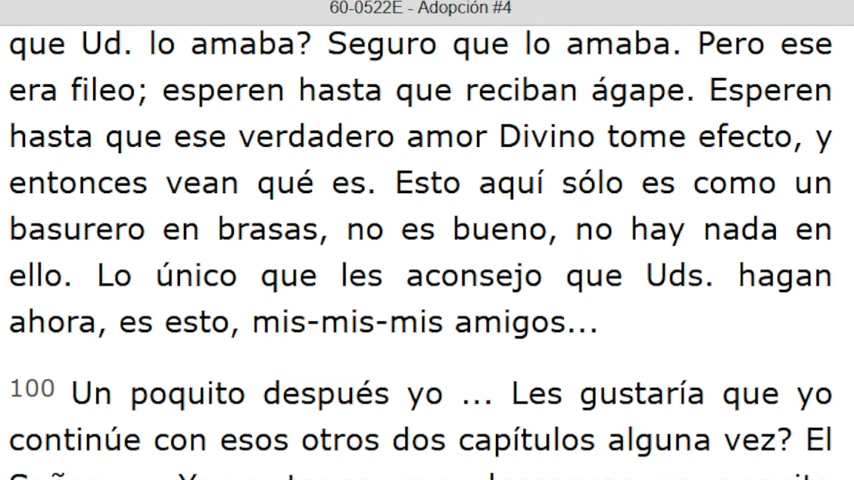 60-0522E - Adopción #4
que Ud. lo amaba? Seguro que lo amaba. Pero ese
era fileo; esperen hasta que reciban ágape. Esperen
hasta que ese verdadero amor Divino tome efecto, y
entonces vean qué es. Esto aquí sólo es como un
basurero en brasas, no es bueno, no hay nada en
ello. Lo único que les aconsejo que Uds. hagan
ahora, es esto, mis-mis-mis amigos...
100 Un poquito después yo ... Les gustaría que yo
continúe con esos otros dos capítulos alguna vez? El